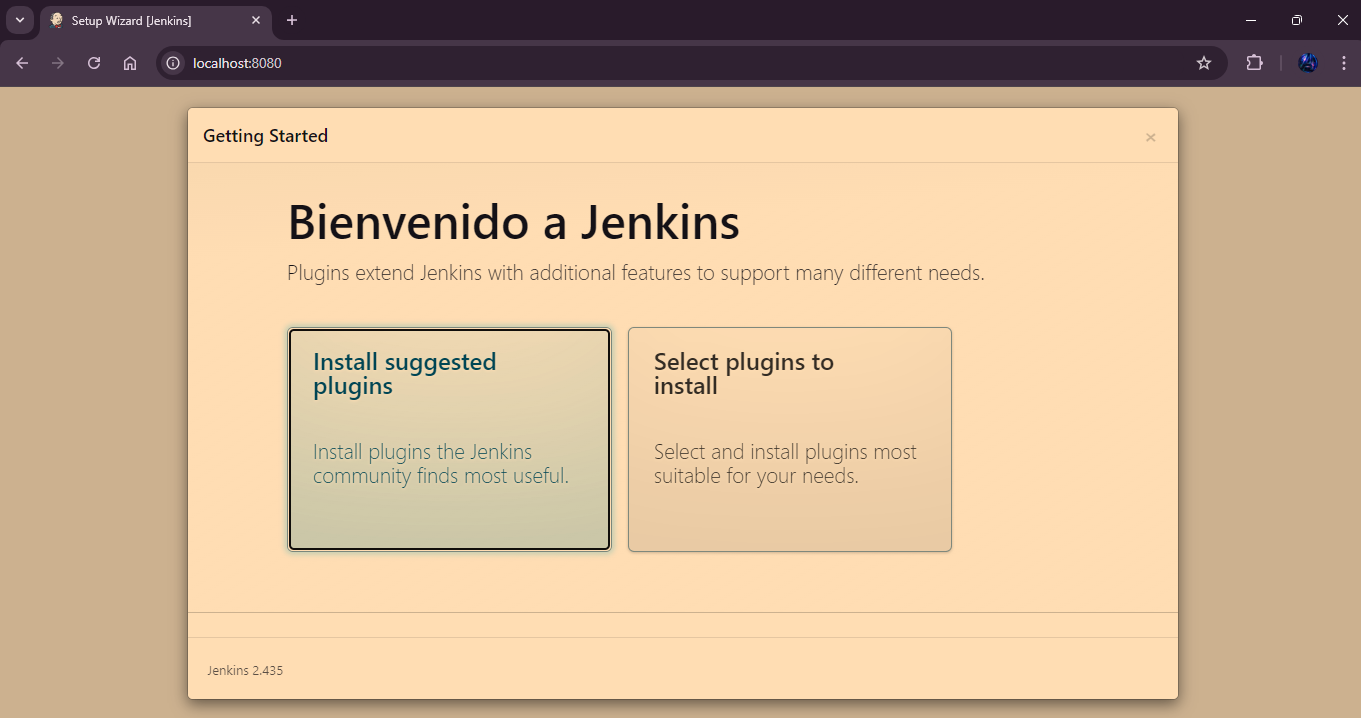 Setup Wizard [Jenkins]
localhost:8080
Getting Started
Bienvenido a Jenkins
Plugins extend Jenkins with additional features to support many different needs.
Install suggested
plugins
Install plugins the Jenkins
community finds most useful.
Select plugins to
install
Select and install plugins most
suitable for your needs.
Jenkins 2.435